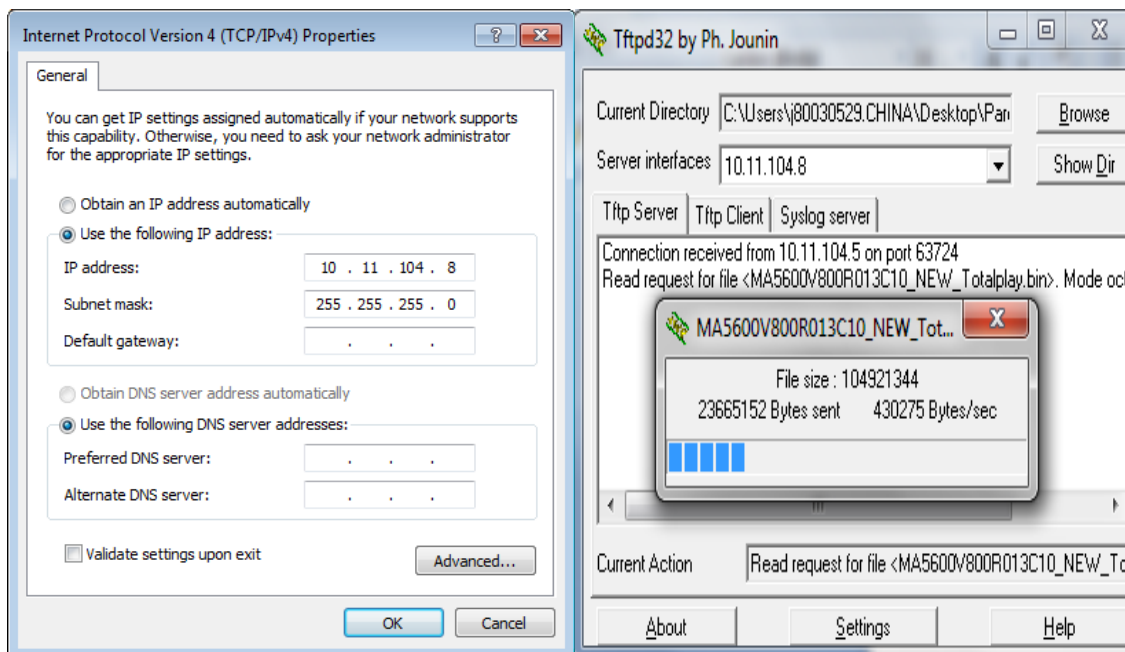 Internet Protocol Version 4 (TCP/IPv4) Properties
General
You can get IP settings assigned automatically if your network supports
this capability. Otherwise, you need to ask your network administrator
for the appropriate IP settings.
Obtain an IP address automatically
Use the following IP address:
IP address: 10 . 11 . 104 . 8
Subnet mask: 255 . 255 . 255 . 0
Default gateway: . . .
Obtain DNS server address automatically
Use the following DNS server addresses:
Preferred DNS server: . . .
Alternate DNS server: . . .
Validate settings upon exit
Advanced...
OK Cancel
Tftpd32 by Ph. Jounin
Current Directory C:\Users\j80030529.CHINA\Desktop\Par Browse
Server interfaces 10.11.104.8 Show Dir
Tftp Server Tftp Client Syslog server
Connection received from 10.11.104.5 on port 63724
Read request for file <MA5600V800R013C10_NEW_Totalplay.bin>. Mode oct
MA5600V800R013C10_NEW_Tot...
File size : 104921344
23665152 Bytes sent 430275 Bytes/sec
Current Action Read request for file <MA5600V800R013C10_NEW_To
About Settings Help